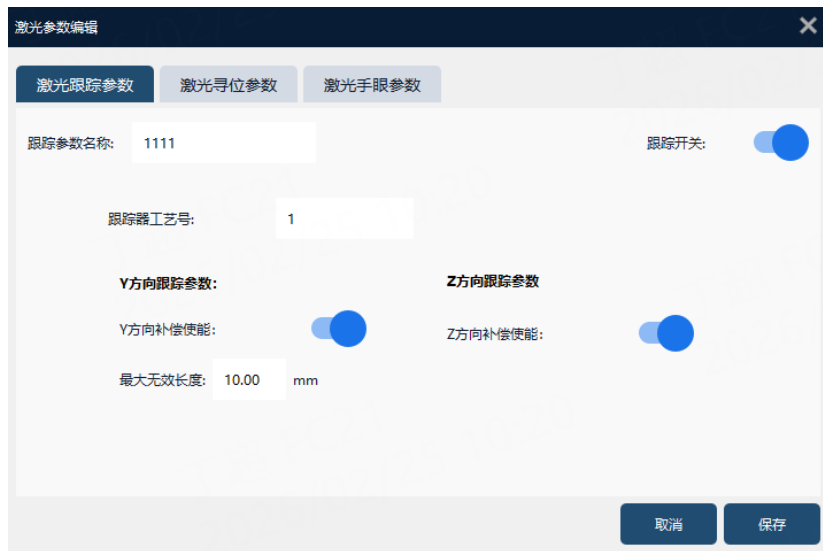 激光参数编辑
激光跟踪参数 激光寻位参数 激光手眼参数
跟踪参数名称: 1111 跟踪开关:
跟踪器工艺号: 1
Y方向跟踪参数: Z方向跟踪参数
Y方向补偿使能: Z方向补偿使能:
最大无效长度: 10.00 mm
取消 保存